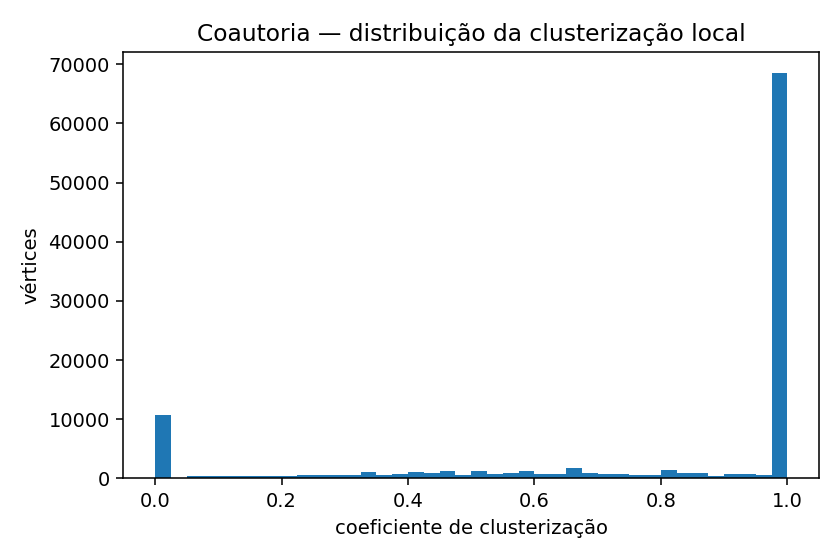 Coautoria — distribuição da clusterização local
70000
60000
50000
40000
30000
20000
10000
0
vértices
0.0 0.2 0.4 0.6 0.8 1.0
coeficiente de clusterização